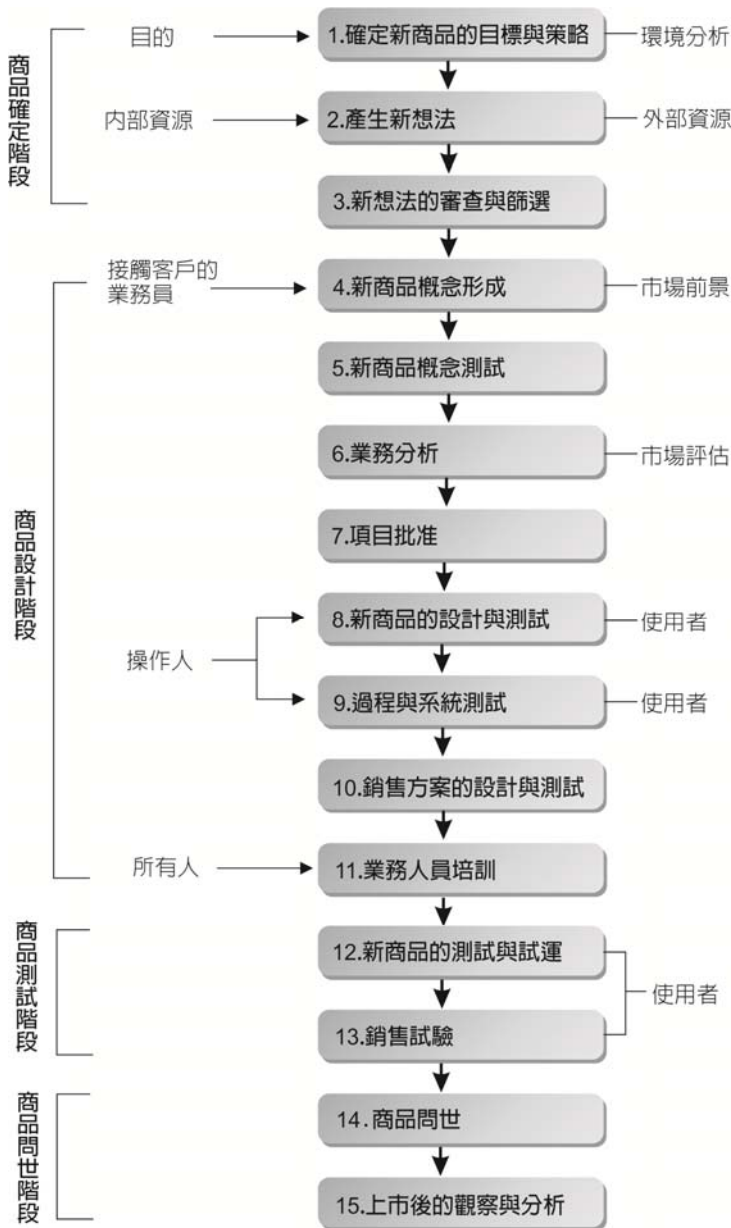 商品確定階段
目的
1.確定新商品的目標與策略
環境分析
內部資源
2.產生新想法
外部資源
3.新想法的審查與篩選
商品設計階段
接觸客戶的
業務員
4.新商品概念形成
市場前景
5.新商品概念測試
6.業務分析
市場評估
7.項目批准
操作人
8.新商品的設計與測試
使用者
9.過程與系統測試
使用者
10.銷售方案的設計與測試
所有人
11.業務人員培訓
商品測試階段
12.新商品的測試與試運
13.銷售試驗
使用者
商品問世階段
14.商品問世
15.上市後的觀察與分析